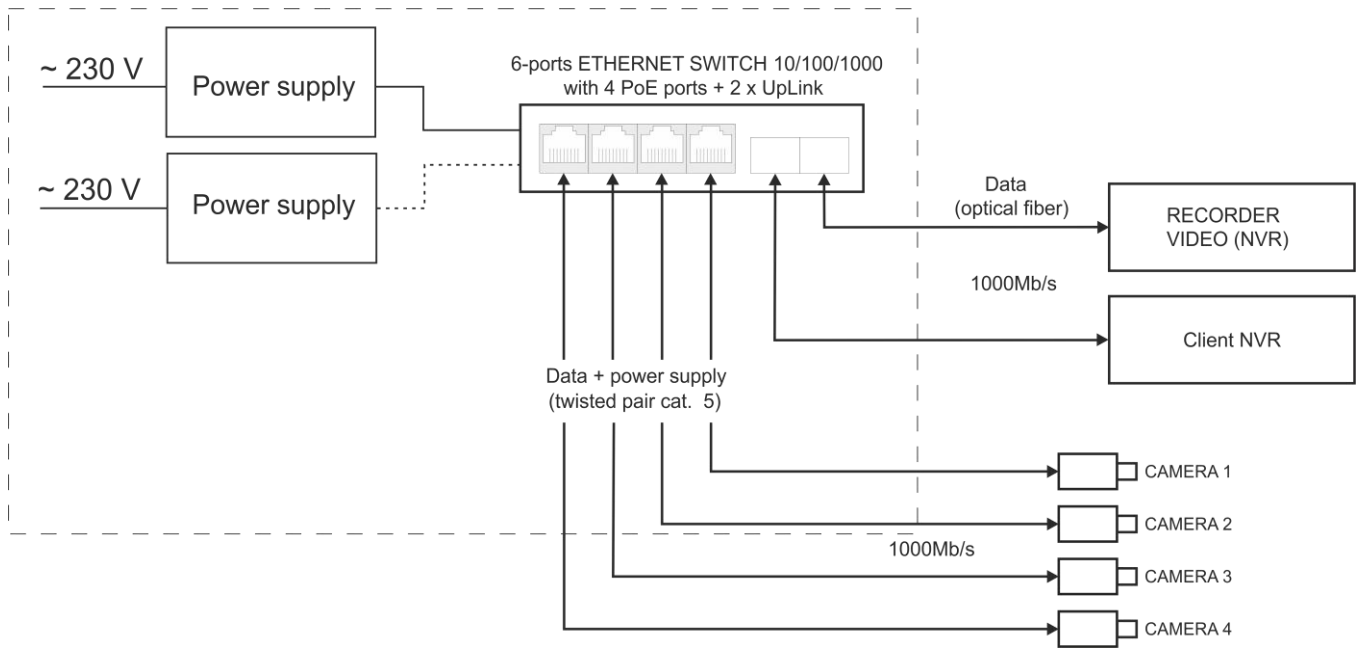 ~ 230 V
Power supply
6-ports ETHERNET SWITCH 10/100/1000
with 4 PoE ports + 2 x UpLink
~ 230 V
Power supply
Data
(optical fiber)
RECORDER
VIDEO (NVR)
1000Mb/s
Client NVR
Data + power supply
(twisted pair cat. 5)
CAMERA 1
CAMERA 2
1000Mb/s
CAMERA 3
CAMERA 4